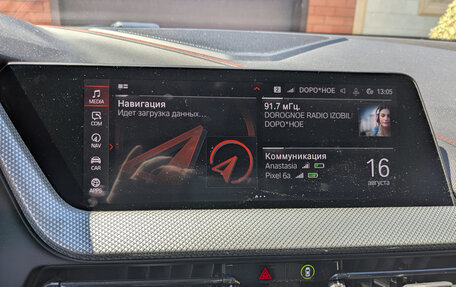 2 DOPO*HOE 13:05
MEDIA
COM
NAV
CAR
APPS
Навигация
Идет загрузка данных...
91.7 мГц.
DOROGNOE RADIO IZOBIL!
DOPO*HOE
Коммуникация
Anastasia
Pixel 6a
16
августа